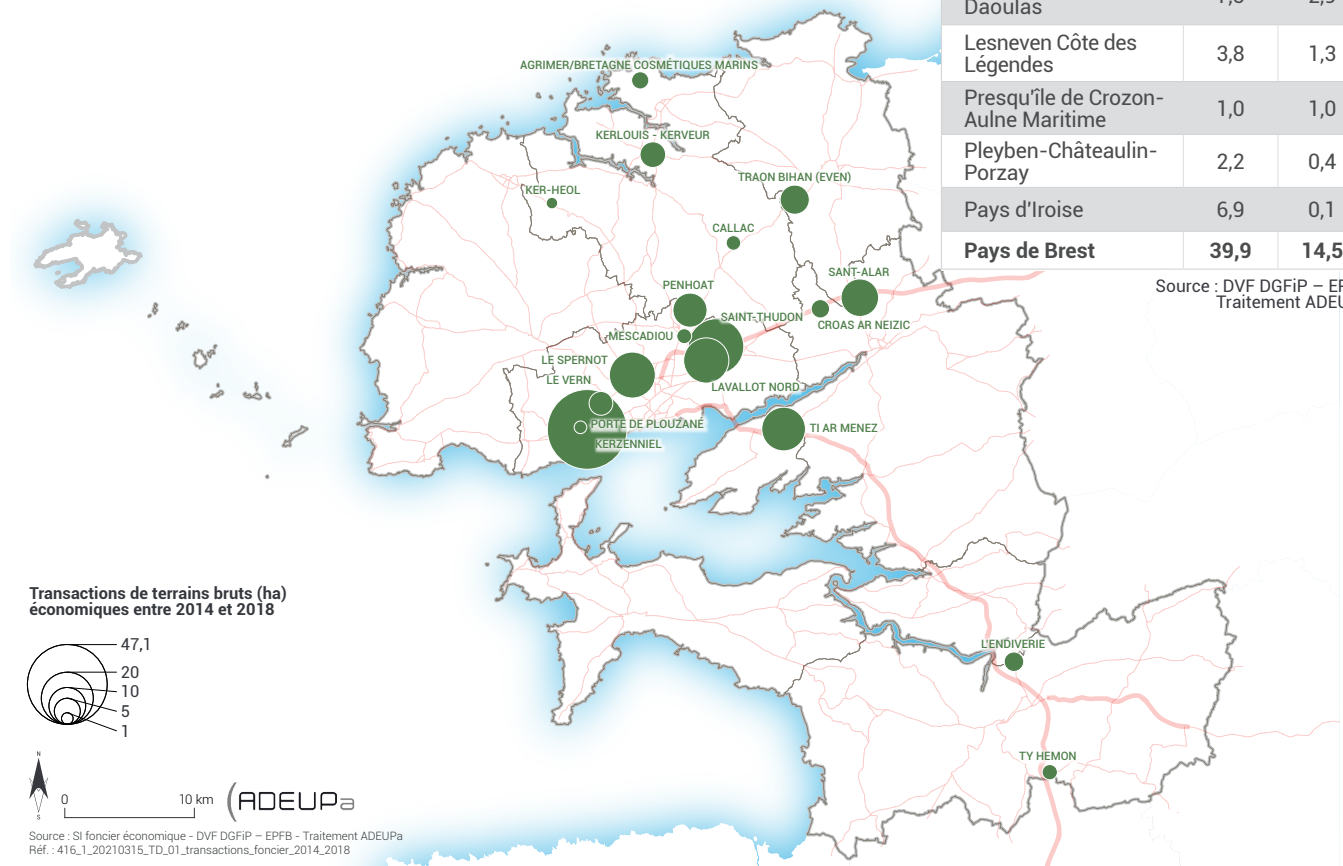 Daoulas
Lesneven Côte des
Légendes
3,8
1,3
Presqu'île de Crozon-
Aulne Maritime
1,0
1,0
Pleyben-Châteaulin-
Porzay
2,2
0,4
Pays d'Iroise
6,9
0,1
Pays de Brest
39,9
14,5
Source : DVF DGFiP –
Traitement
AGRIMER/BRETAGNE COSMÉTIQUES MARINS
KERLOUIS - KERVEUR
TRAON BIHAN (EVEN)
KER-HEOL
CALLAC
SANT-ALAR
PENHOAT
SAINT-THUDON
CROAS AR NEIZIC
MESCADIOU
LE SPERNOT
LE VERN
LAVALLOT NORD
PORTE DE PLOUZANÉ
TI AR MENEZ
KERZENNIEL
L'ENDIVERIE
TY HEMON
Transactions de terrains bruts (ha)
économiques entre 2014 et 2018
47,1
20
10
5
1
N
S
0
10 km
ADEUPa
Source : SI foncier économique - DVF DGFiP – EPFB - Traitement ADEUPa
Réf. : 416_1_20210315_TD_01_transactions_foncier_2014_2018